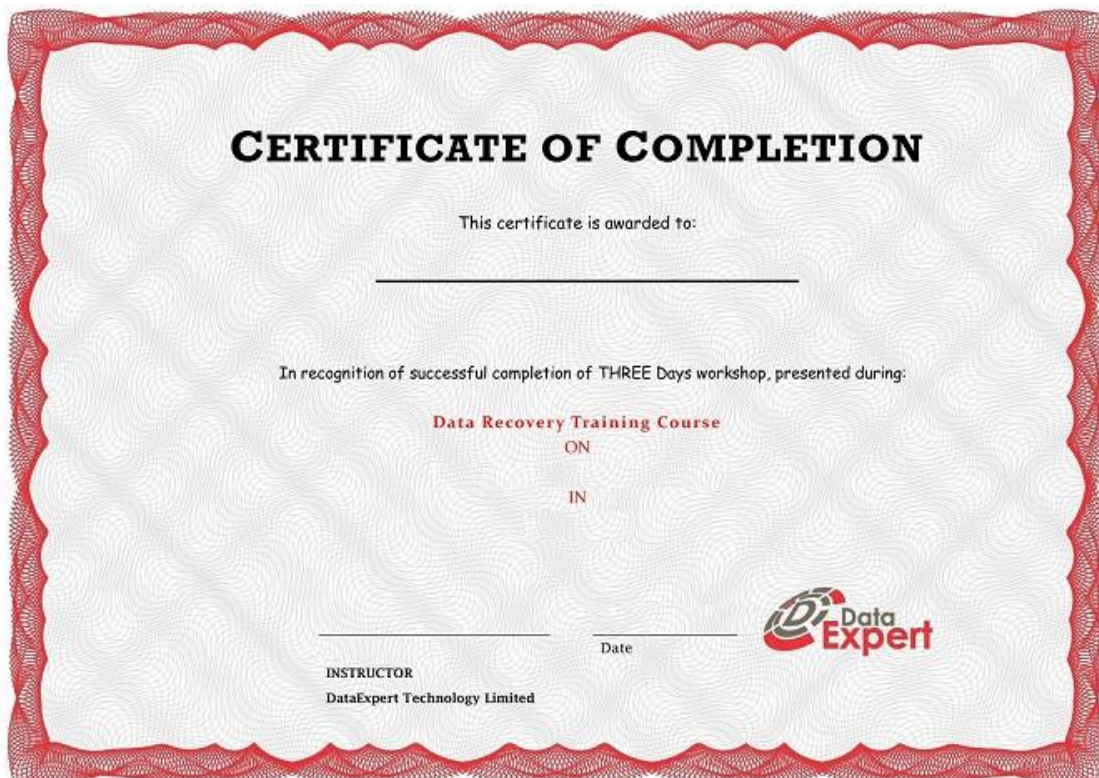 CERTIFICATE OF COMPLETION
This certificate is awarded to:
In recognition of successful completion of THREE Days workshop, presented during:
Data Recovery Training Course
ON
IN
Data
Expert
Date
INSTRUCTOR
DataExpert Technology Limited